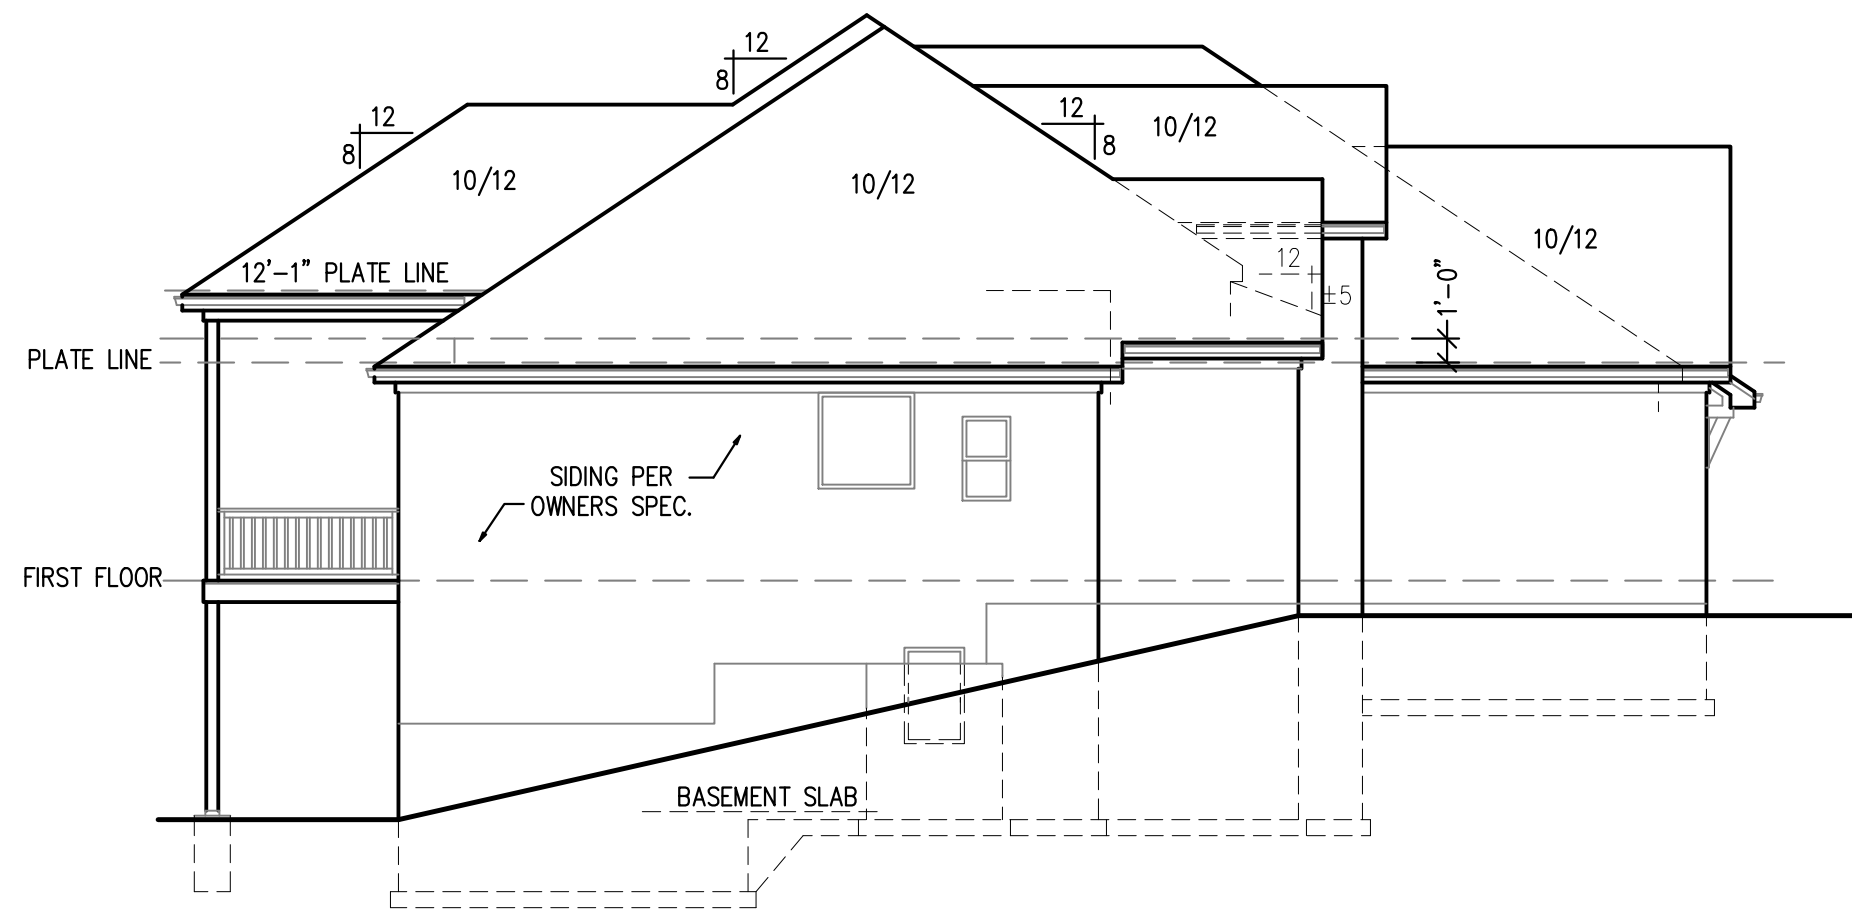 12
8
12
8
12
8
10/12
10/12
10/12
10/12
12'-1" PLATE LINE
12
±5
1'-0"
PLATE LINE
SIDING PER
OWNERS SPEC.
FIRST FLOOR
BASEMENT SLAB